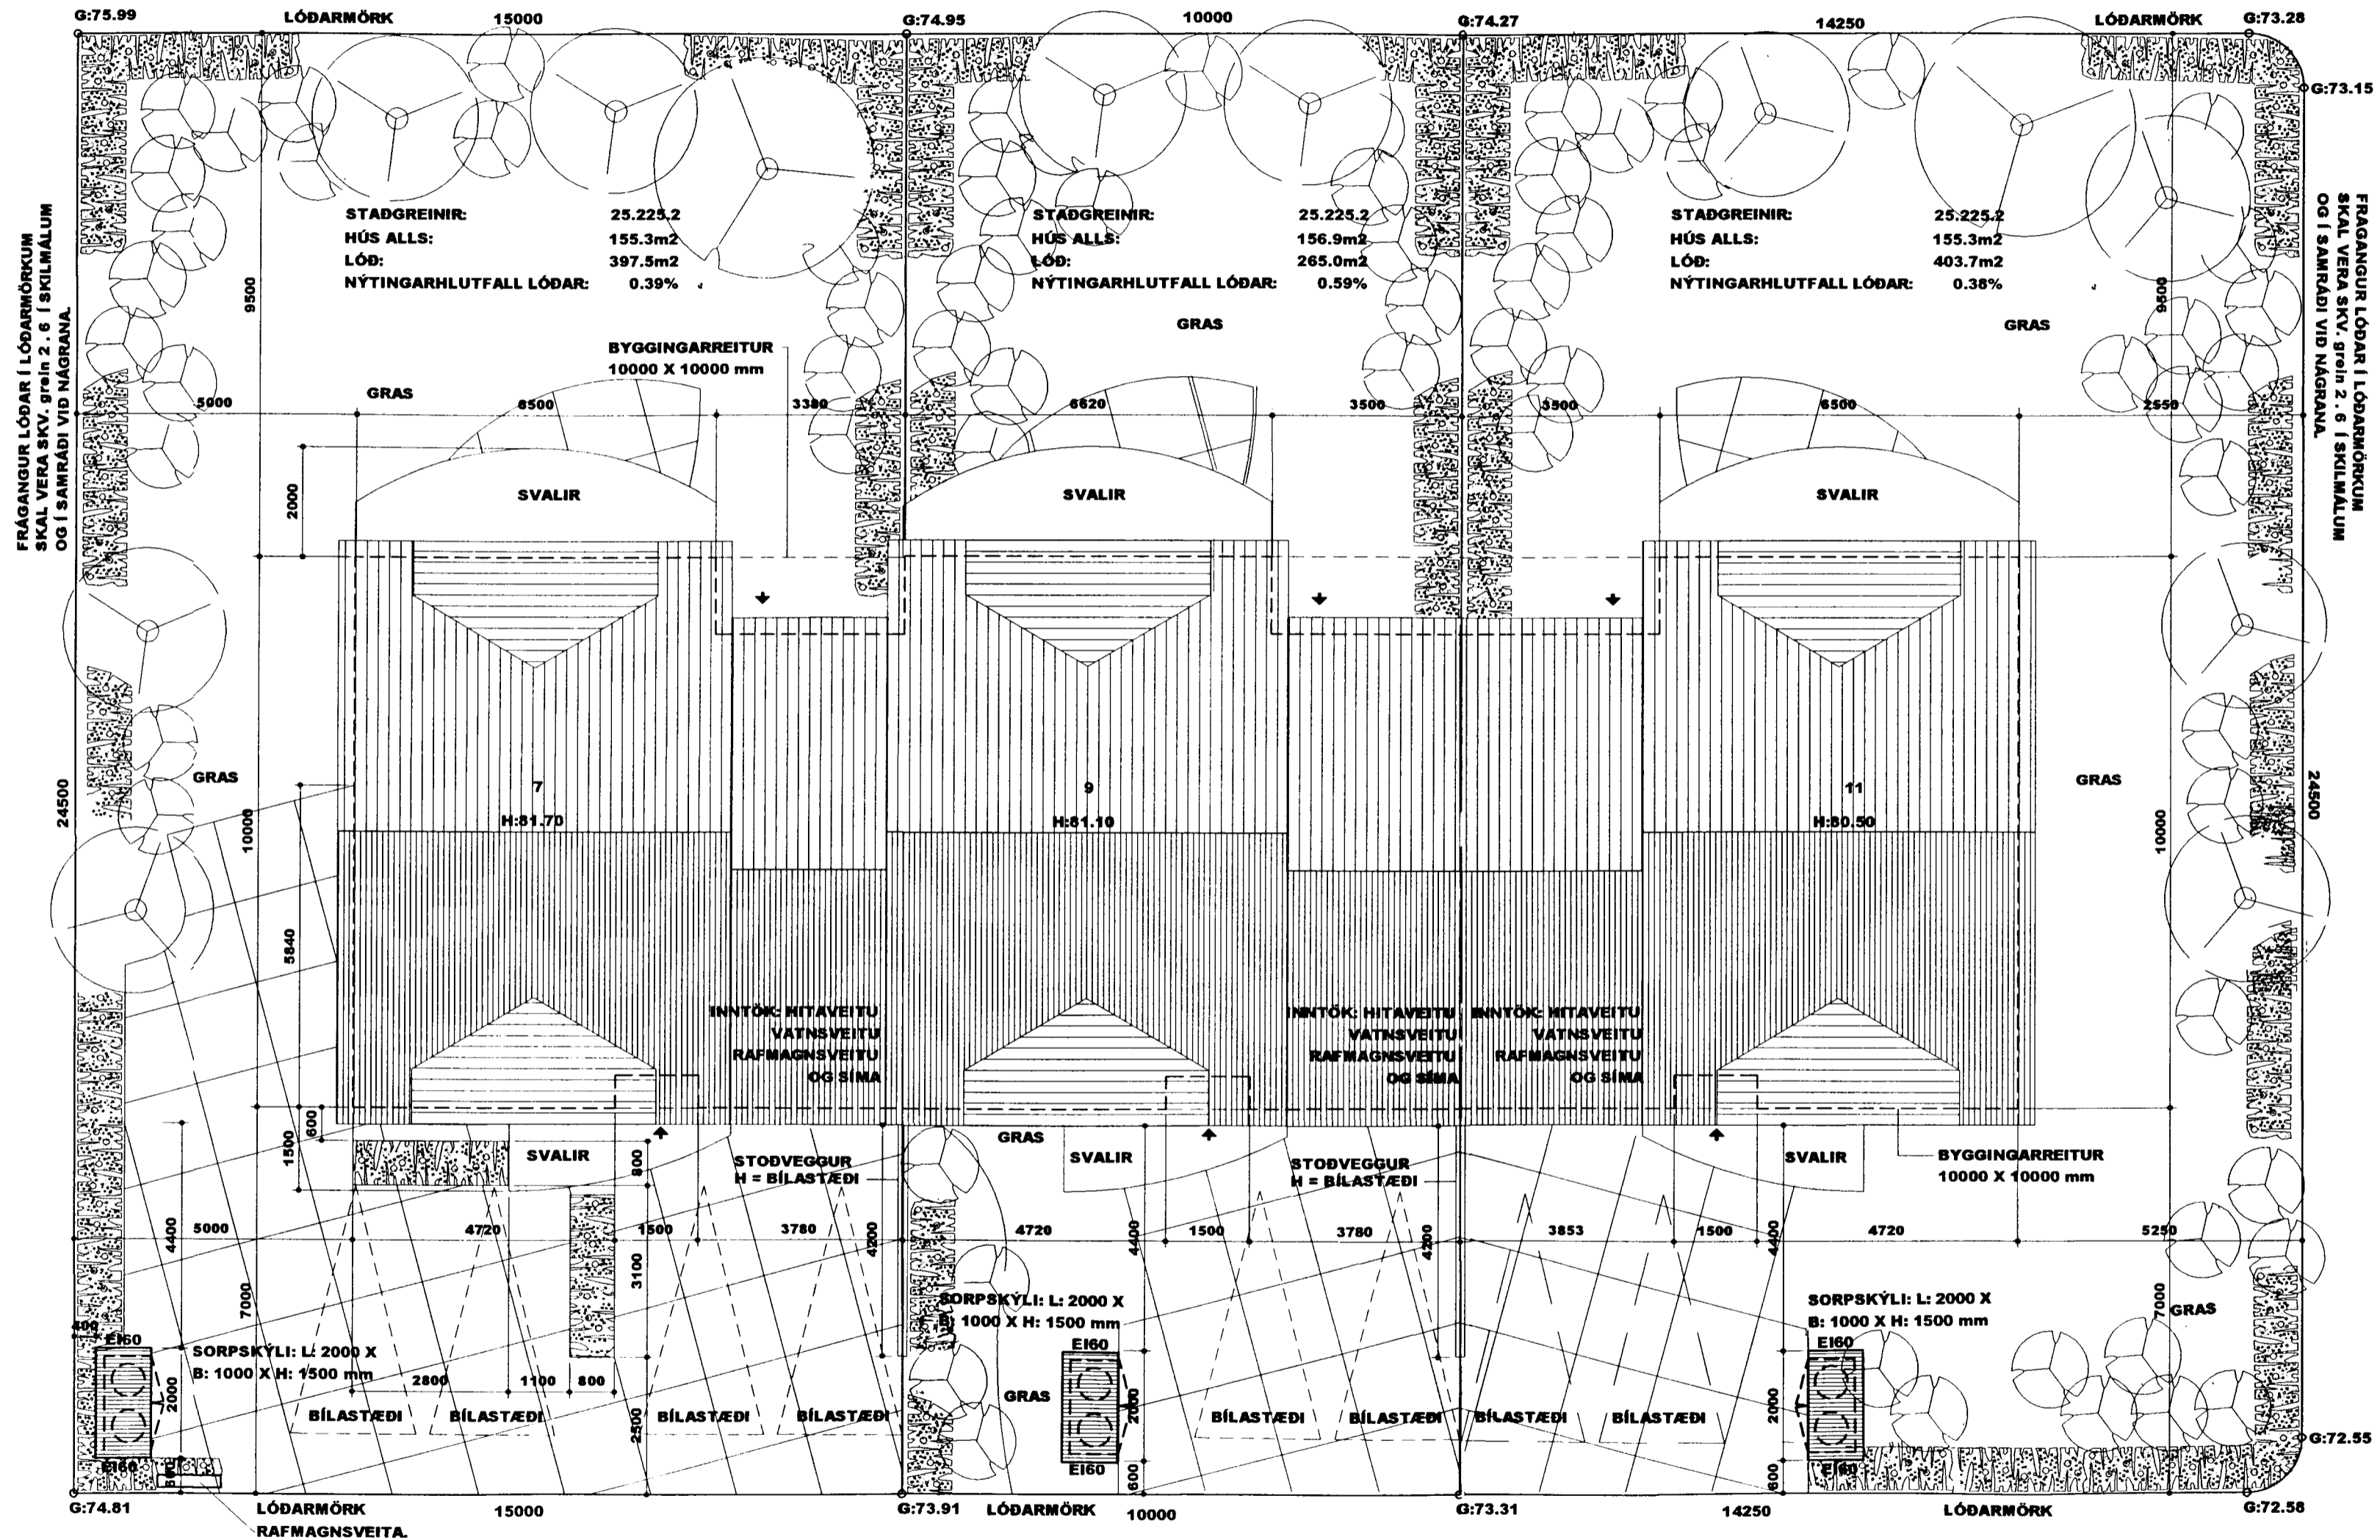 G:75.99
LÓÐARMÖRK
15000
G:74.95
10000
G:74.27
14250
LÓÐARMÖRK
G:73.28
G:73.15
FRÁGANGUR LÓÐAR Í LÓÐARMÖRKUM
SKAL VERA SKV. grein 2 . 6 Í SKILMÁLUM
OG Í SAMRÁÐI VIÐ NÁGRANA.
STAÐGREINIR: 25.225.2
HÚS ALLS: 155.3m2
LÓÐ: 397.5m2
NÝTINGARHLUTFALL LÓÐAR: 0.39%
STAÐGREINIR: 25.225.2
HÚS ALLS: 156.9m2
LÓÐ: 265.0m2
NÝTINGARHLUTFALL LÓÐAR: 0.59%
STAÐGREINIR: 25.225.2
HÚS ALLS: 155.3m2
LÓÐ: 403.7m2
NÝTINGARHLUTFALL LÓÐAR: 0.38%
FRÁGANGUR LÓÐAR Í LÓÐARMÖRKUM
SKAL VERA SKV. grein 2 . 6 Í SKILMÁLUM
OG Í SAMRÁÐI VIÐ NÁGRANA.
9500
9500
GRAS
GRAS
BYGGINGARREITUR
10000 X 10000 mm
GRAS
5000
6500
3380
6620
3500
3500
6500
2550
2000
SVALIR
SVALIR
SVALIR
GRAS
7
H:81.70
9
H:81.10
11
H:80.50
GRAS
24500
10000
5840
10000
24500
INNTÖK: HITAVEITU
VATNSVEITU
RAFMAGNSVEITU
OG SÍMA
INNTÖK: HITAVEITU
VATNSVEITU
RAFMAGNSVEITU
OG SÍMA
INNTÖK: HITAVEITU
VATNSVEITU
RAFMAGNSVEITU
OG SÍMA
600
1500
SVALIR
800
STOÐVEGGUR
H = BÍLASTÆÐI
GRAS
SVALIR
STOÐVEGGUR
H = BÍLASTÆÐI
SVALIR
BYGGINGARREITUR
10000 X 10000 mm
4400
5000
4720
1500
3780
4200
4720
4400
1500
3780
4200
3853
1500
4400
4720
5250
7000
3100
7000
GRAS
400
EI60
SORPSKÝLI: L: 2000 X
B: 1000 X H: 1500 mm
SORPSKÝLI: L: 2000 X
B: 1000 X H: 1500 mm
EI60
SORPSKÝLI: L: 2000 X
B: 1000 X H: 1500 mm
EI60
2000
2800
1100
800
GRAS
2000
2000
BÍLASTÆÐI
BÍLASTÆÐI
2500
BÍLASTÆÐI
BÍLASTÆÐI
BÍLASTÆÐI
BÍLASTÆÐI
BÍLASTÆÐI
BÍLASTÆÐI
G:72.55
EI60
600
EI60
600
EI60
600
G:74.81
LÓÐARMÖRK
15000
G:73.91
LÓÐARMÖRK
10000
G:73.31
14250
LÓÐARMÖRK
G:72.58
RAFMAGNSVEITA.